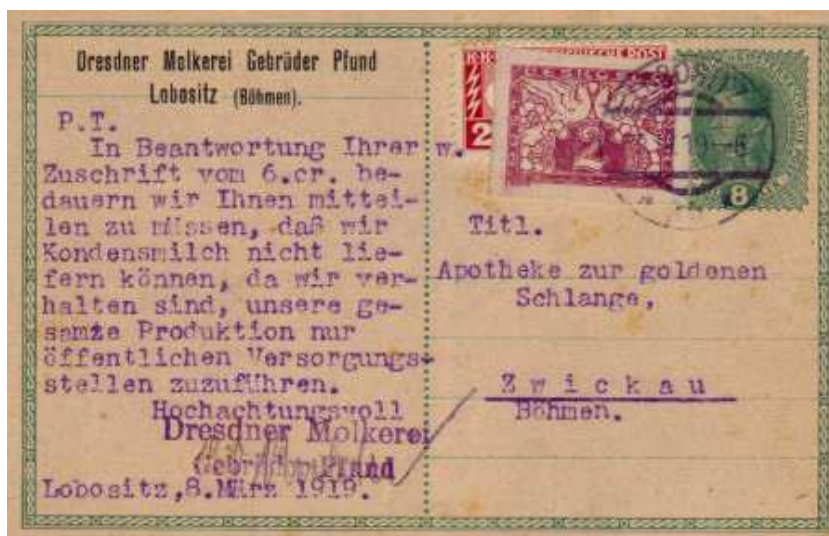 Dresdner Molkerei Gebrüder Pfund
Lobositz (Böhmen).
P.T.
In Beantwortung Ihrer w.
Zuschrift vom 6.cr. be-
dauern wir Ihnen mittei-
len zu müssen, daß wir
Kondensmilch nicht lie-
fern können, da wir ver-
halten sind, unsere ge-
samte Produktion nur
öffentlichen Versorgungs-
stellen zuzuführen.
Hochachtungsvoll
Dresdner Molkerei
Gebrüder Pfund
Lobositz, 8.März 1919.
2
2
8
Titl.
Apotheke zur goldenen
Schlange,
Zwickau
Böhmen.